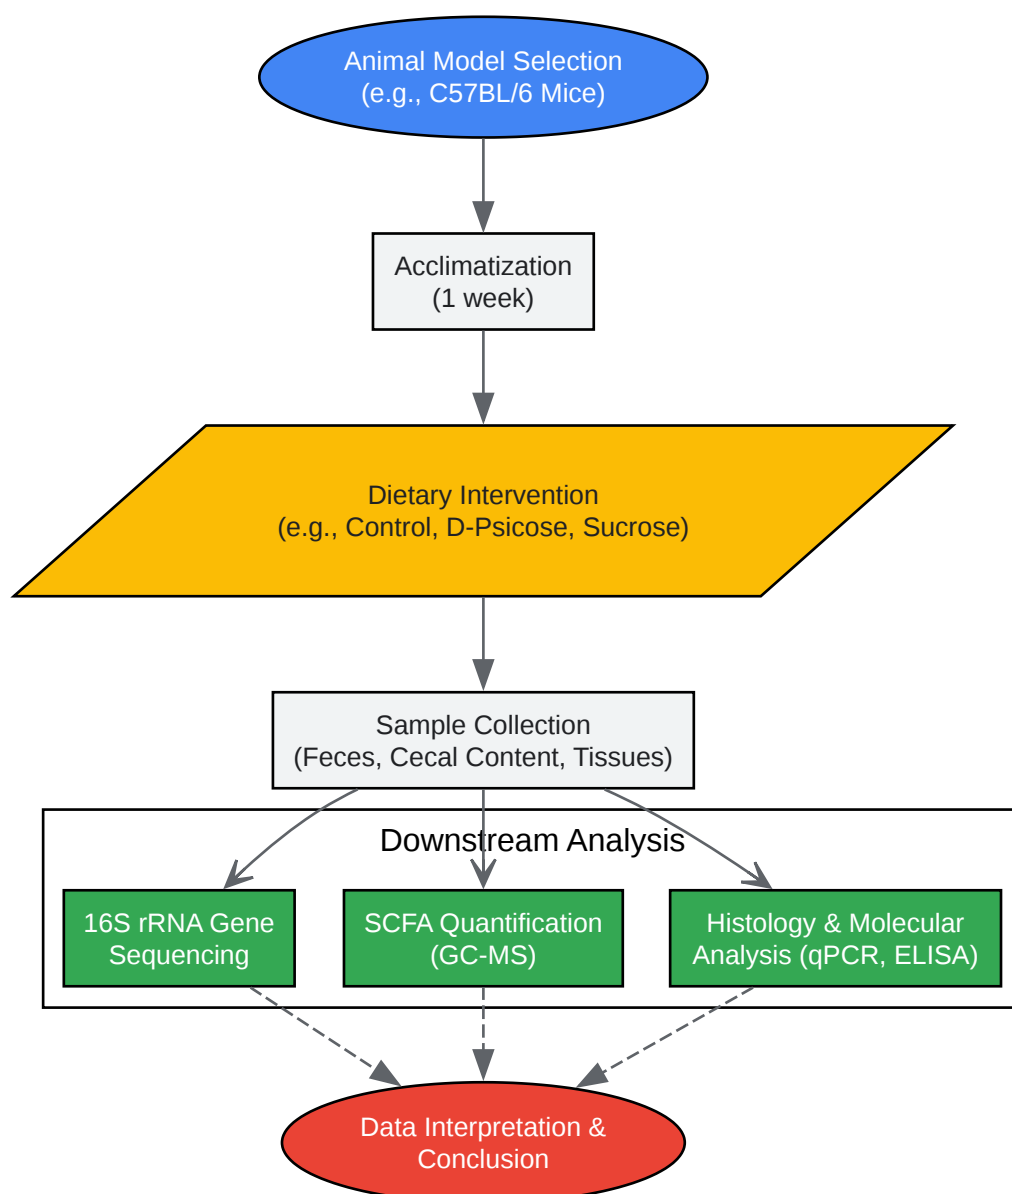 Animal Model Selection
(e.g., C57BL/6 Mice)
Acclimatization
(1 week)
Dietary Intervention
(e.g., Control, D-Psicose, Sucrose)
Sample Collection
(Feces, Cecal Content, Tissues)
Downstream Analysis
16S rRNA Gene
Sequencing
SCFA Quantification
(GC-MS)
Histology & Molecular
Analysis (qPCR, ELISA)
Data Interpretation &
Conclusion